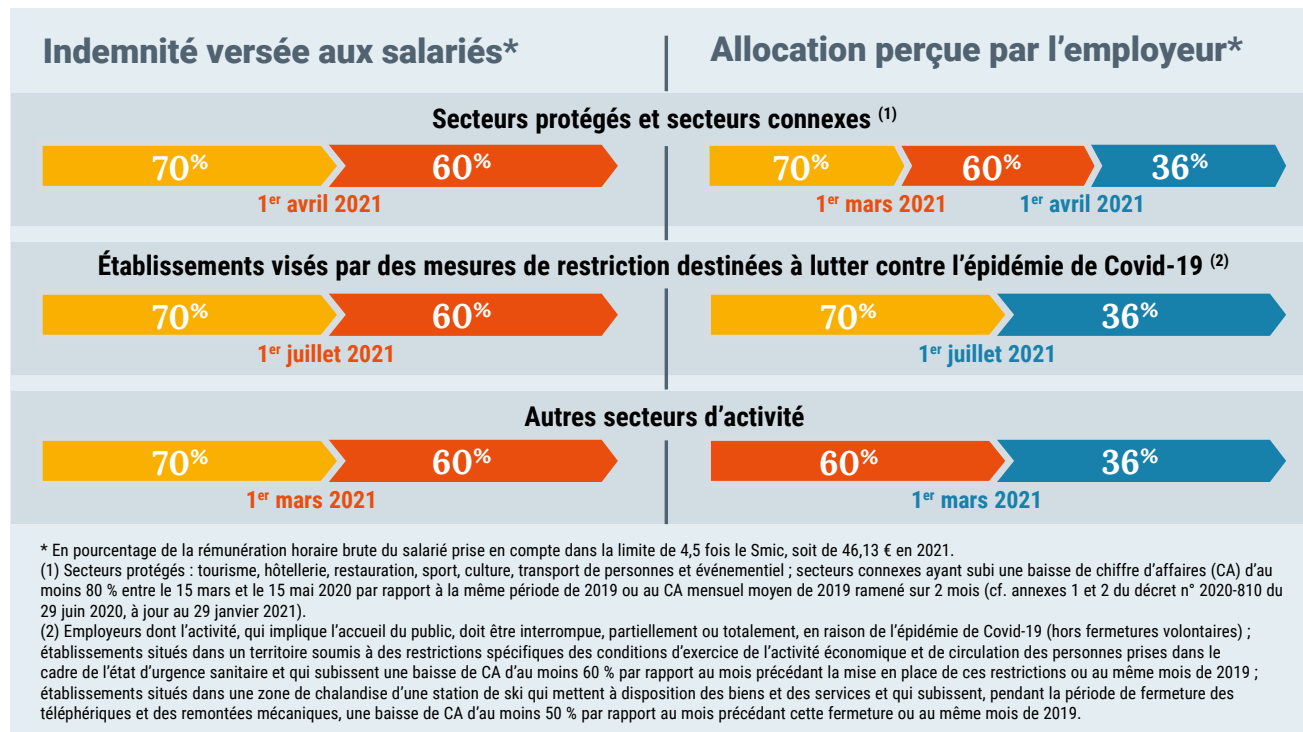 Indemnité versée aux salariés*
Allocation perçue par l’employeur*
Secteurs protégés et secteurs connexes (1)
70% 60%
1er avril 2021
70% 60% 36%
1er mars 2021 1er avril 2021
Établissements visés par des mesures de restriction destinées à lutter contre l’épidémie de Covid-19 (2)
70% 60%
1er juillet 2021
70% 36%
1er juillet 2021
Autres secteurs d’activité
70% 60%
1er mars 2021
60% 36%
1er mars 2021
* En pourcentage de la rémunération horaire brute du salarié prise en compte dans la limite de 4,5 fois le Smic, soit de 46,13 € en 2021.
(1) Secteurs protégés : tourisme, hôtellerie, restauration, sport, culture, transport de personnes et événementiel ; secteurs connexes ayant subi une baisse de chiffre d’affaires (CA) d’au
moins 80 % entre le 15 mars et le 15 mai 2020 par rapport à la même période de 2019 ou au CA mensuel moyen de 2019 ramené sur 2 mois (cf. annexes 1 et 2 du décret n° 2020-810 du
29 juin 2020, à jour au 29 janvier 2021).
(2) Employeurs dont l’activité, qui implique l’accueil du public, doit être interrompue, partiellement ou totalement, en raison de l’épidémie de Covid-19 (hors fermetures volontaires) ;
établissements situés dans un territoire soumis à des restrictions spécifiques des conditions d’exercice de l’activité économique et de circulation des personnes prises dans le
cadre de l’état d’urgence sanitaire et qui subissent une baisse de CA d’au moins 60 % par rapport au mois précédant la mise en place de ces restrictions ou au même mois de 2019 ;
établissements situés dans une zone de chalandise d’une station de ski qui mettent à disposition des biens et des services et qui subissent, pendant la période de fermeture des
téléphériques et des remontées mécaniques, une baisse de CA d’au moins 50 % par rapport au mois précédant cette fermeture ou au même mois de 2019.